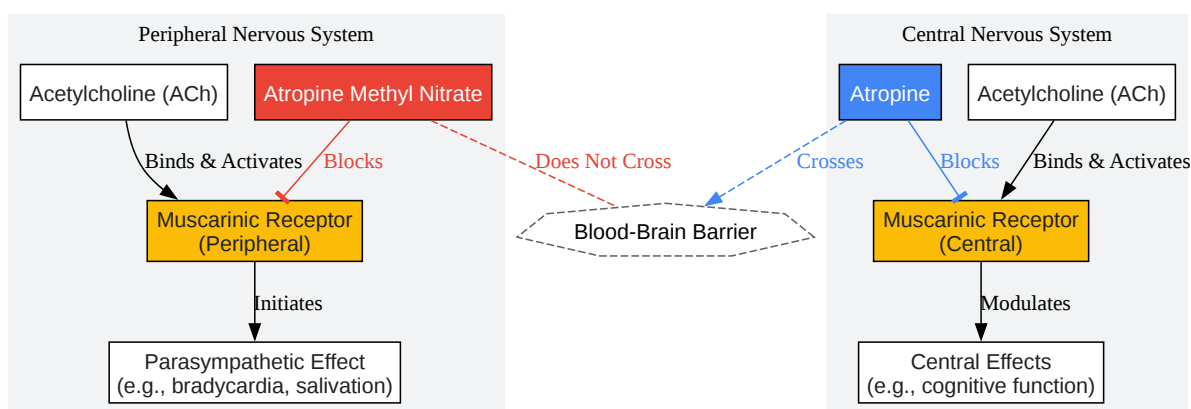 Peripheral Nervous System
Central Nervous System
Acetylcholine (ACh)
Atropine Methyl Nitrate
Atropine
Acetylcholine (ACh)
Binds & Activates
Blocks
Does Not Cross
Crosses
Blocks
Binds & Activates
Muscarinic Receptor
(Peripheral)
Blood-Brain Barrier
Muscarinic Receptor
(Central)
Initiates
Modulates
Parasympathetic Effect
(e.g., bradycardia, salivation)
Central Effects
(e.g., cognitive function)